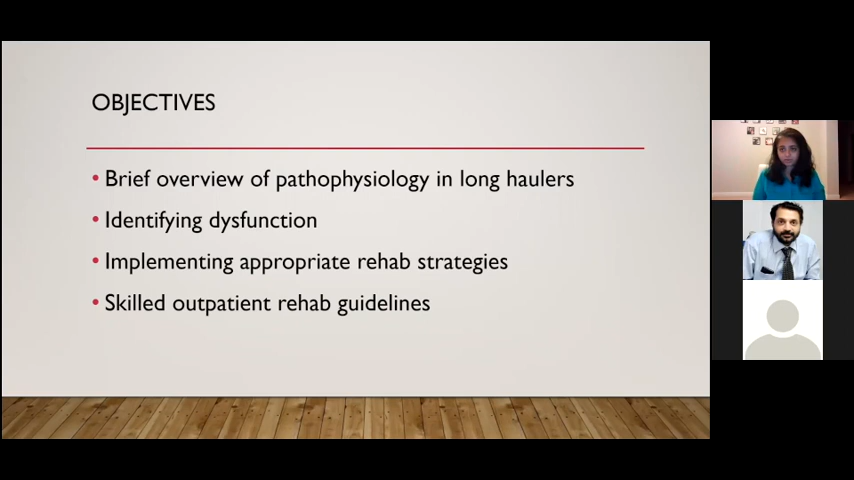 OBJECTIVES
• Brief overview of pathophysiology in long haulers
• Identifying dysfunction
• Implementing appropriate rehab strategies
• Skilled outpatient rehab guidelines